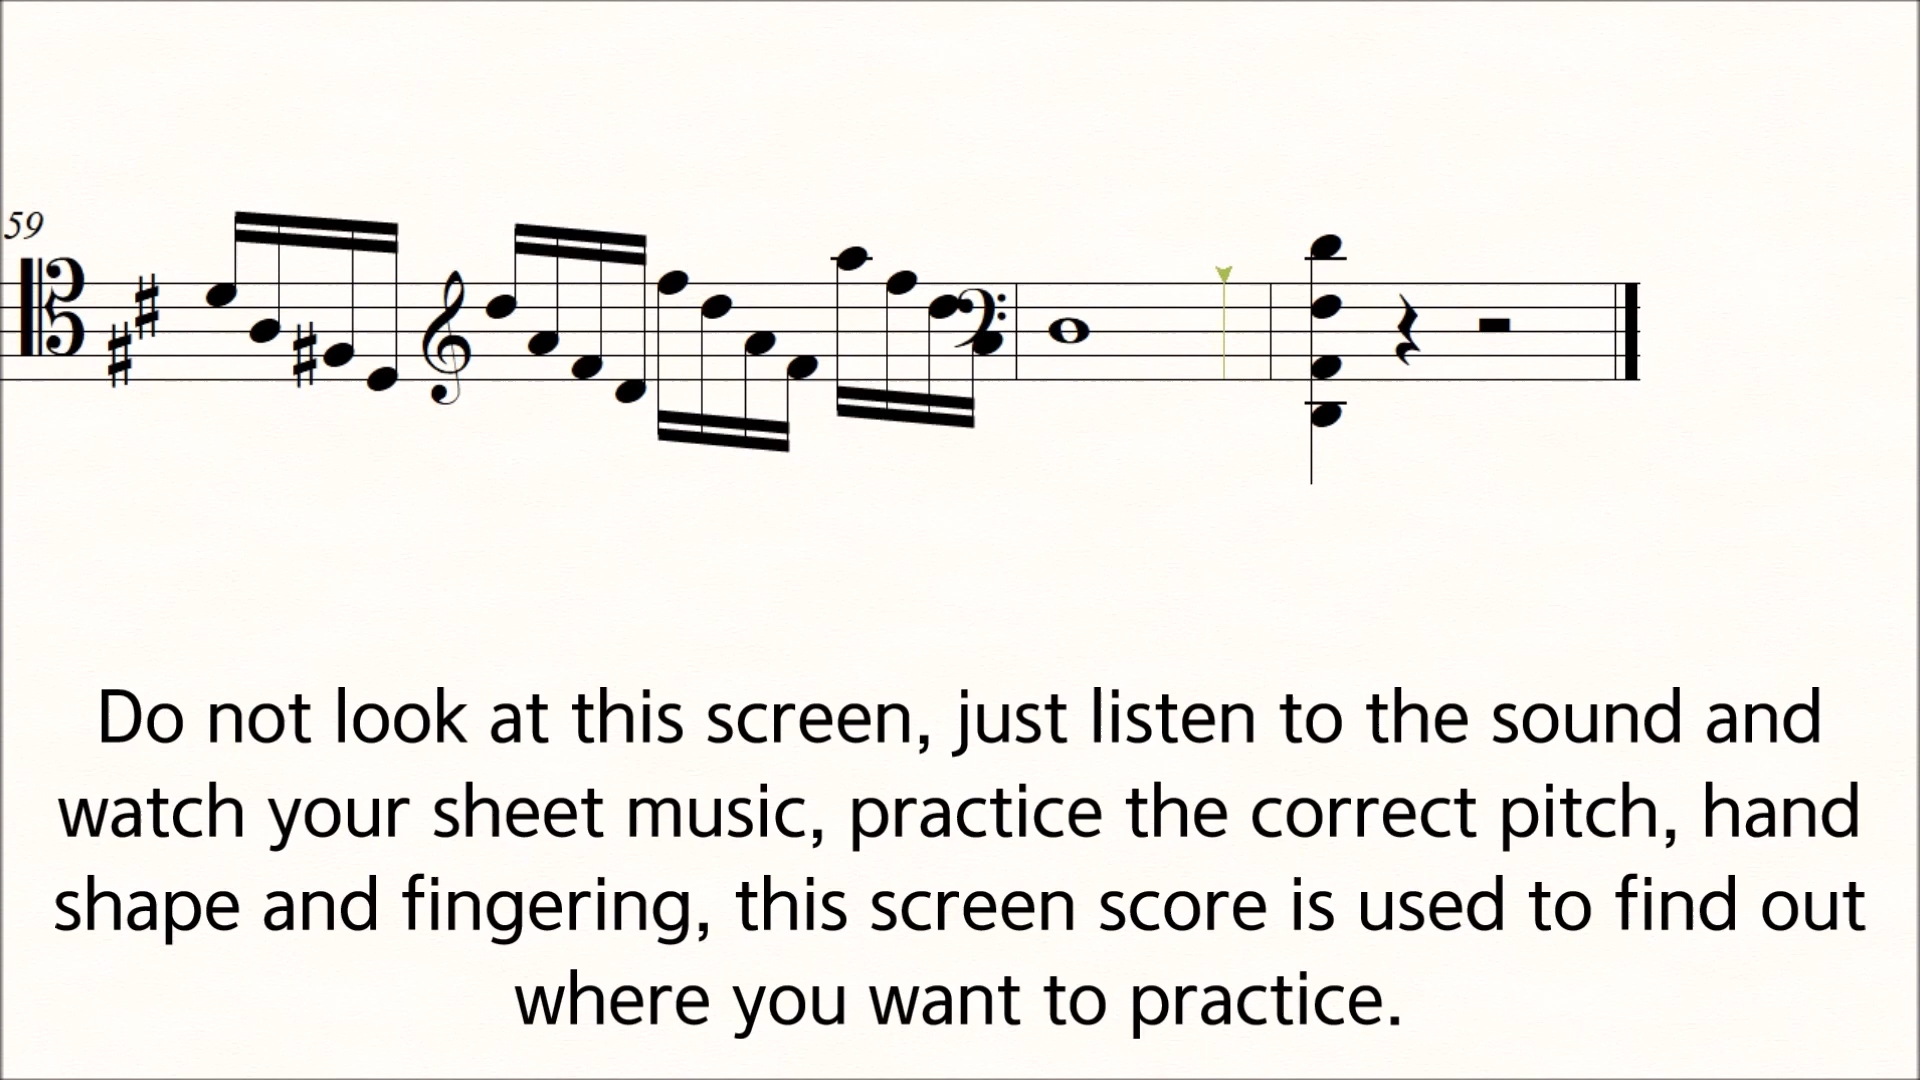 59
Do not look at this screen, just listen to the sound and
watch your sheet music, practice the correct pitch, hand
shape and fingering, this screen score is used to find out
where you want to practice.